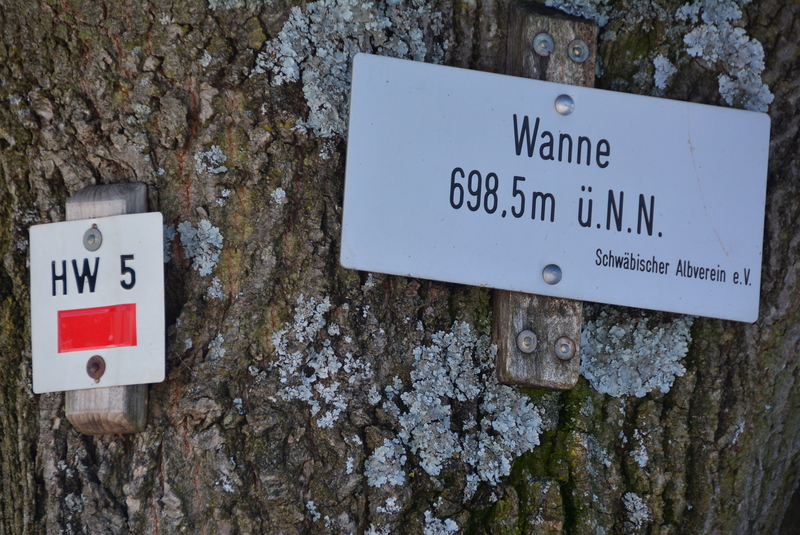 HW 5
Wanne
698,5m ü.N.N.
Schwäbischer Albverein e.V.